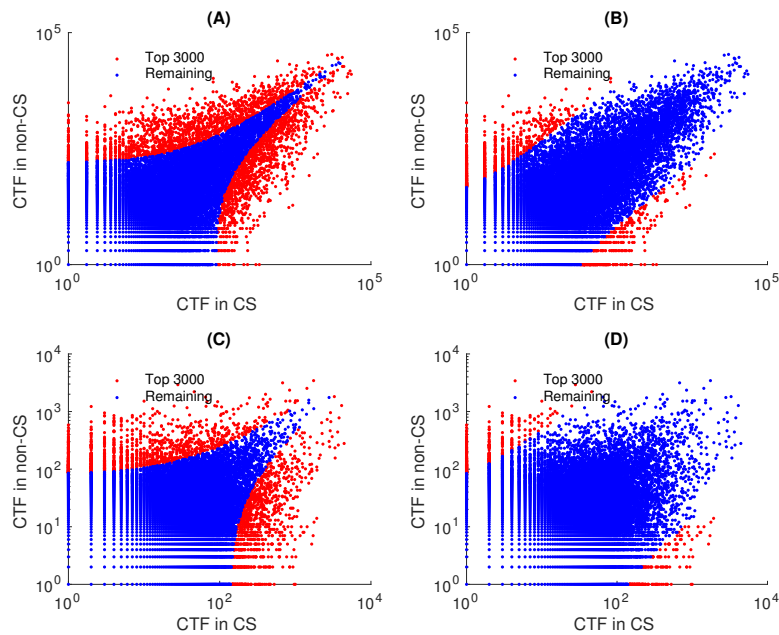 (A)
10^5
Top 3000
Remaining
CTF in non-CS
10^0
10^0
10^5
CTF in CS
(B)
10^5
Top 3000
Remaining
CTF in non-CS
10^0
10^0
10^5
CTF in CS
(C)
10^4
Top 3000
Remaining
10^3
CTF in non-CS
10^2
10^1
10^0
10^0
10^2
10^4
CTF in CS
(D)
10^4
Top 3000
Remaining
10^3
CTF in non-CS
10^2
10^1
10^0
10^0
10^2
10^4
CTF in CS